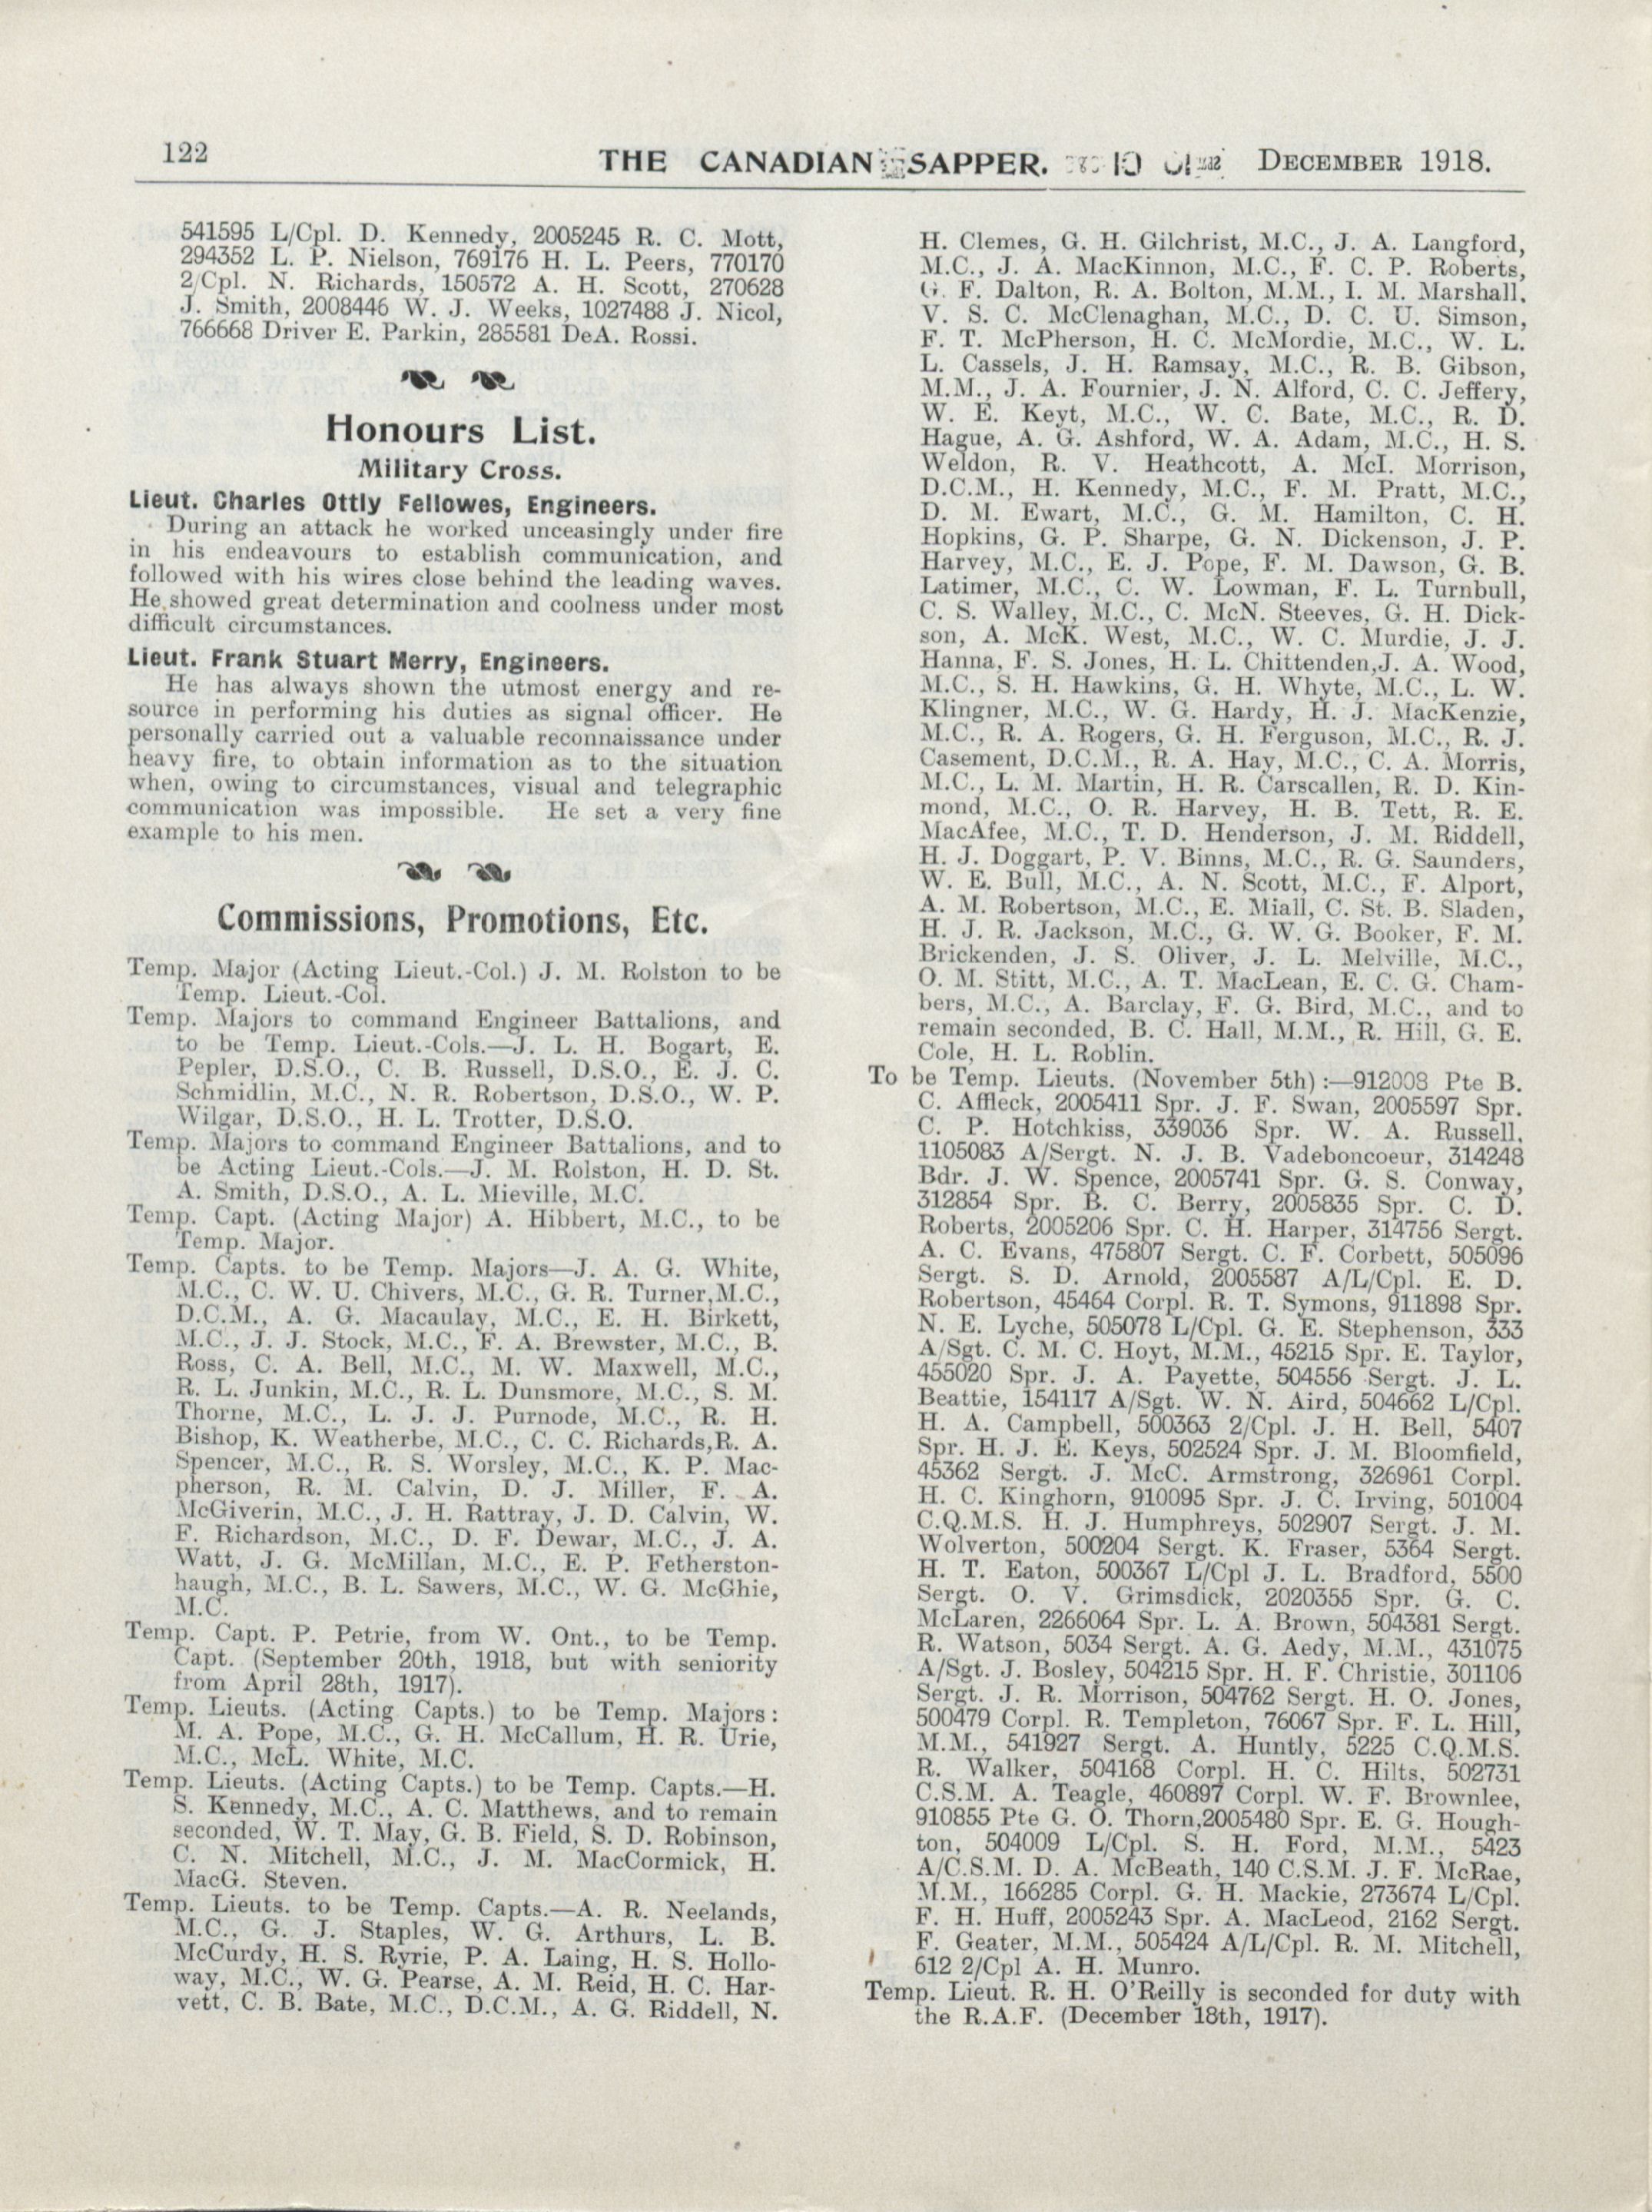 122
THE CANADIAN SAPPER.
DECEMBER 1918.
541595 L/Cpl. D. Kennedy, 2005245 R. C. Mott,
294352 L. P. Nielson, 769176 H. L. Peers, 770170
2/Cpl. N. Richards, 150572 A. H. Scott, 270628
J. Smith, 2008446 W. J. Weeks, 1027488 J. Nicol,
766668 Driver E. Parkin, 285581 DeA. Rossi.
Honours List.
Military Cross.
Lieut. Charles Ottly Fellowes, Engineers.
During an attack he worked unceasingly under fire
in his endeavours to establish communication, and
followed with his wires close behind the leading waves.
He showed great determination and coolness under most
difficult circumstances.
Lieut. Frank Stuart Merry, Engineers.
He has always shown the utmost energy and re-
source in performing his duties as signal officer. He
personally carried out a valuable reconnaissance under
heavy fire, to obtain information as to the situation
when, owing to circumstances, visual and telegraphic
communication was impossible. He set a very fine
example to his men.
Commissions, Promotions, Etc.
Temp. Major (Acting Lieut.-Col.) J. M. Rolston to be
Temp. Lieut.-Col.
Temp. Majors to command Engineer Battalions, and
to be Temp. Lieut.-Cols.—J. L. H. Bogart, E.
Pepler, D.S.O., C. B. Russell, D.S.O., E. J. C.
Schmidlin, M.C., N. R. Robertson, D.S.O., W. P.
Wilgar, D.S.O., H. L. Trotter, D.S.O.
Temp. Majors to command Engineer Battalions, and to
be Acting Lieut.-Cols.—J. M. Rolston, H. D. St.
A. Smith, D.S.O., A. L. Mieville, M.C.
Temp. Capt. (Acting Major) A. Hibbert, M.C., to be
Temp. Major.
Temp. Capts. to be Temp. Majors—J. A. G. White,
M.C., C. W. U. Chivers, M.C., G. R. Turner,M.C.,
D.C.M., A. G. Macaulay, M.C., E. H. Birkett,
M.C., J. J. Stock, M.C., F. A. Brewster, M.C., B.
Ross, C. A. Bell, M.C., M. W. Maxwell, M.C.,
R. L. Junkin, M.C., R. L. Dunsmore, M.C., S. M.
Thorne, M.C., L. J. J. Purnode, M.C., R. H.
Bishop, K. Weatherbe, M.C., C. C. Richards,R. A.
Spencer, M.C., R. S. Worsley, M.C., K. P. Mac-
pherson, R. M. Calvin, D. J. Miller, F. A.
McGiverin, M.C., J. H. Rattray, J. D. Calvin, W.
F. Richardson, M.C., D. F. Dewar, M.C., J. A.
Watt, J. G. McMillan, M.C., E. P. Fetherston-
haugh, M.C., B. L. Sawers, M.C., W. G. McGhie,
M.C.
Temp. Capt. P. Petrie, from W. Ont., to be Temp.
Capt. (September 20th, 1918, but with seniority
from April 28th, 1917).
Temp. Lieuts. (Acting Capts.) to be Temp. Majors:
M. A. Pope, M.C., G. H. McCallum, H. R. Urie,
M.C., McL. White, M.C.
Temp. Lieuts. (Acting Capts.) to be Temp. Capts.—H.
S. Kennedy, M.C., A. C. Matthews, and to remain
seconded, W. T. May, G. B. Field, S. D. Robinson,
C. N. Mitchell, M.C., J. M. MacCormick, H.
MacG. Steven.
Temp. Lieuts. to be Temp. Capts.—A. R. Neelands,
M.C., G. J. Staples, W. G. Arthurs, L. B.
McCurdy, H. S. Ryrie, P. A. Laing, H. S. Hollo-
way, M.C., W. G. Pearse, A. M. Reid, H. C. Har-
vett, C. B. Bate, M.C., D.C.M., A. G. Riddell, N.
H. Clemes, G. H. Gilchrist, M.C., J. A. Langford,
M.C., J. A. MacKinnon, M.C., F. C. P. Roberts,
G. F. Dalton, R. A. Bolton, M.M., I. M. Marshall,
V. S. C. McClenaghan, M.C., D. C. U. Simson,
F. T. McPherson, H. C. McMordie, M.C., W. L.
L. Cassels, J. H. Ramsay, M.C., R. B. Gibson,
M.M., J. A. Fournier, J. N. Alford, C. C. Jeffery,
W. E. Keyt, M.C., W. C. Bate, M.C., R. D.
Hague, A. G. Ashford, W. A. Adam, M.C., H. S.
Weldon, R. V. Heathcott, A. McI. Morrison,
D.C.M., H. Kennedy, M.C., F. M. Pratt, M.C.,
D. M. Ewart, M.C., G. M. Hamilton, C. H.
Hopkins, G. P. Sharpe, G. N. Dickenson, J. P.
Harvey, M.C., E. J. Pope, F. M. Dawson, G. B.
Latimer, M.C., C. W. Lowman, F. L. Turnbull,
C. S. Walley, M.C., C. McN. Steeves, G. H. Dick-
son, A. McK. West, M.C., W. C. Murdie, J. J.
Hanna, F. S. Jones, H. L. Chittenden,J. A. Wood,
M.C., S. H. Hawkins, G. H. Whyte, M.C., L. W.
Klingner, M.C., W. G. Hardy, H. J. MacKenzie,
M.C., R. A. Rogers, G. H. Ferguson, M.C., R. J.
Casement, D.C.M., R. A. Hay, M.C., C. A. Morris,
M.C., L. M. Martin, H. R. Carscallen, R. D. Kin-
mond, M.C., O. R. Harvey, H. B. Tett, R. E.
MacAfee, M.C., T. D. Henderson, J. M. Riddell,
H. J. Doggart, P. V. Binns, M.C., R. G. Saunders,
W. E. Bull, M.C., A. N. Scott, M.C., F. Alport,
A. M. Robertson, M.C., E. Miall, C. St. B. Sladen,
H. J. R. Jackson, M.C., G. W. G. Booker, F. M.
Brickenden, J. S. Oliver, J. L. Melville, M.C.,
O. M. Stitt, M.C., A. T. MacLean, E. C. G. Cham-
bers, M.C., A. Barclay, F. G. Bird, M.C., and to
remain seconded, B. C. Hall, M.M., R. Hill, G. E.
Cole, H. L. Roblin.
To be Temp. Lieuts. (November 5th):—912008 Pte B.
C. Affleck, 2005411 Spr. J. F. Swan, 2005597 Spr.
C. P. Hotchkiss, 339036 Spr. W. A. Russell,
1105083 A/Sergt. N. J. B. Vadeboncoeur, 314248
Bdr. J. W. Spence, 2005741 Spr. G. S. Conway,
312854 Spr. B. C. Berry, 2005835 Spr. C. D.
Roberts, 2005206 Spr. C. H. Harper, 314756 Sergt.
A. C. Evans, 475807 Sergt. C. F. Corbett, 505096
Sergt. S. D. Arnold, 2005587 A/L/Cpl. E. D.
Robertson, 45464 Corpl. R. T. Symons, 911898 Spr.
N. E. Lyche, 505078 L/Cpl. G. E. Stephenson, 333
A/Sgt. C. M. C. Hoyt, M.M., 45215 Spr. E. Taylor,
455020 Spr. J. A. Payette, 504556 Sergt. J. L.
Beattie, 154117 A/Sgt. W. N. Aird, 504662 L/Cpl.
H. A. Campbell, 500363 2/Cpl. J. H. Bell, 5407
Spr. H. J. E. Keys, 502524 Spr. J. M. Bloomfield,
45362 Sergt. J. McC. Armstrong, 326961 Corpl.
H. C. Kinghorn, 910095 Spr. J. C. Irving, 501004
C.Q.M.S. H. J. Humphreys, 502907 Sergt. J. M.
Wolverton, 500204 Sergt. K. Fraser, 5364 Sergt.
H. T. Eaton, 500367 L/Cpl J. L. Bradford, 5500
Sergt. O. V. Grimsdick, 2020355 Spr. G. C.
McLaren, 2266064 Spr. L. A. Brown, 504381 Sergt.
R. Watson, 5034 Sergt. A. G. Aedy, M.M., 431075
A/Sgt. J. Bosley, 504215 Spr. H. F. Christie, 301106
Sergt. J. R. Morrison, 504762 Sergt. H. O. Jones,
500479 Corpl. R. Templeton, 76067 Spr. F. L. Hill,
M.M., 541927 Sergt. A. Huntly, 5225 C.Q.M.S.
R. Walker, 504168 Corpl. H. C. Hilts, 502731
C.S.M. A. Teagle, 460897 Corpl. W. F. Brownlee,
910855 Pte G. O. Thorn,2005480 Spr. E. G. Hough-
ton, 504009 L/Cpl. S. H. Ford, M.M., 5423
A/C.S.M. D. A. McBeath, 140 C.S.M. J. F. McRae,
M.M., 166285 Corpl. G. H. Mackie, 273674 L/Cpl.
F. H. Huff, 2005243 Spr. A. MacLeod, 2162 Sergt.
F. Geater, M.M., 505424 A/L/Cpl. R. M. Mitchell,
612 2/Cpl A. H. Munro.
Temp. Lieut. R. H. O'Reilly is seconded for duty with
the R.A.F. (December 18th, 1917).